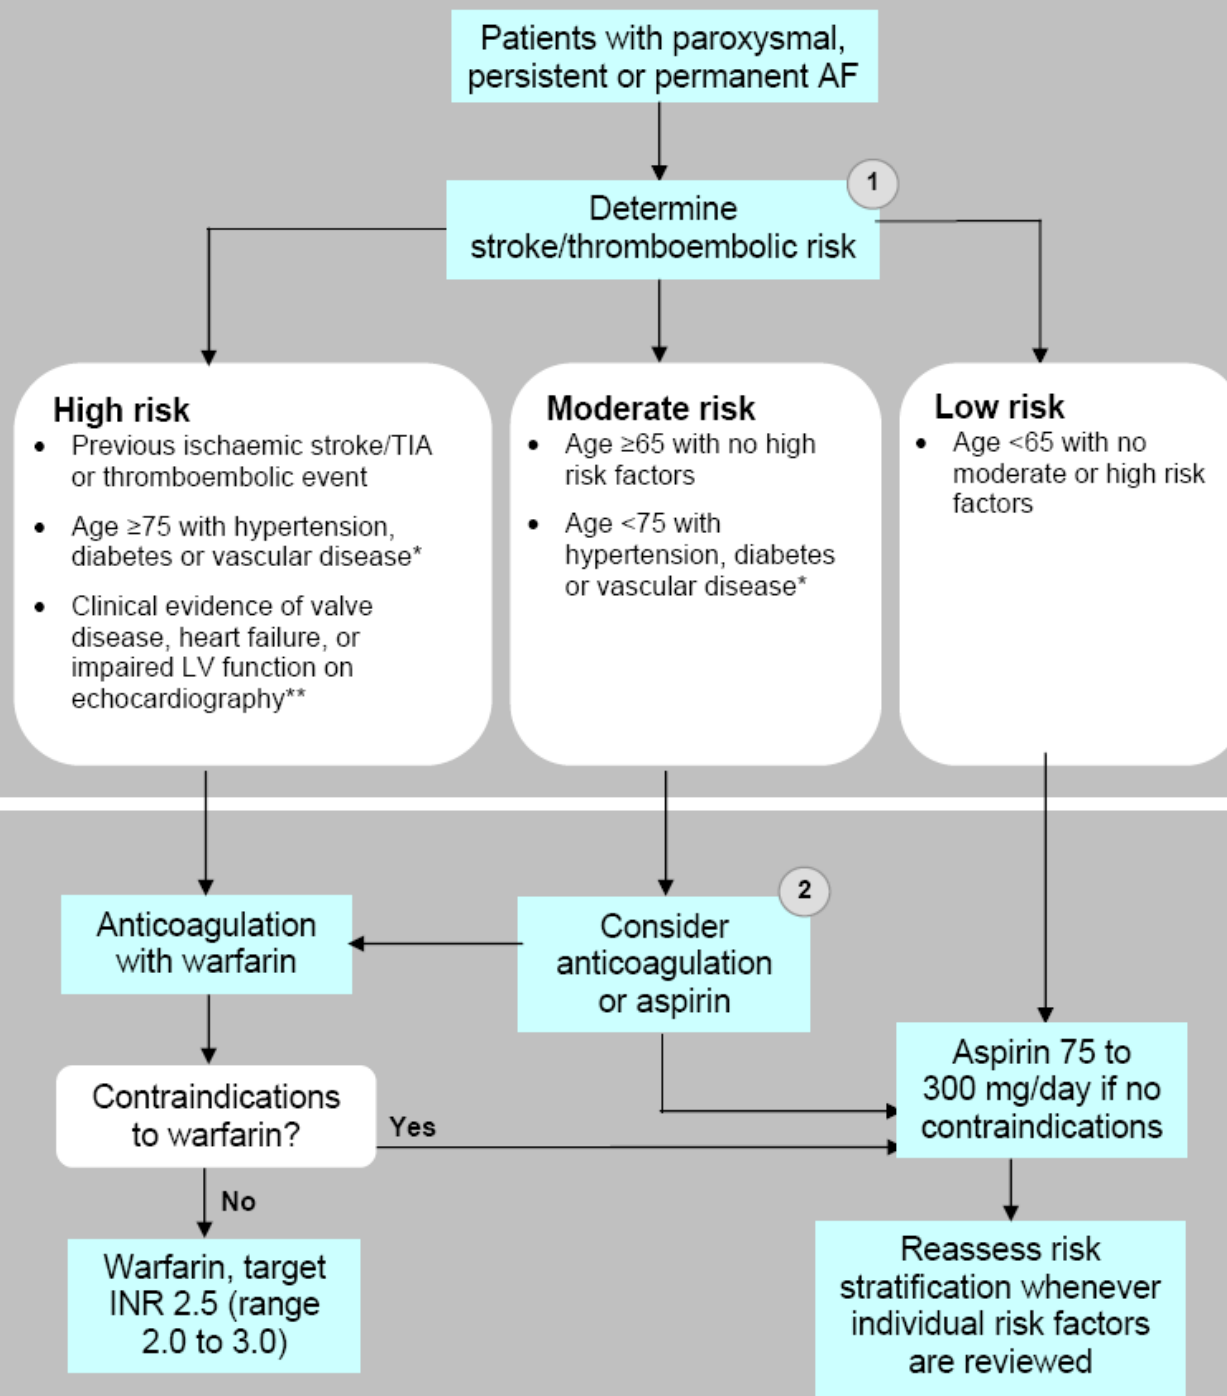 Patients with paroxysmal,
persistent or permanent AF
1
Determine
stroke/thromboembolic risk
High risk
• Previous ischaemic stroke/TIA
or thromboembolic event
• Age ≥75 with hypertension,
diabetes or vascular disease*
• Clinical evidence of valve
disease, heart failure, or
impaired LV function on
echocardiography**
Moderate risk
• Age ≥65 with no high
risk factors
• Age <75 with
hypertension, diabetes
or vascular disease*
Low risk
• Age <65 with no
moderate or high risk
factors
Anticoagulation
with warfarin
2
Consider
anticoagulation
or aspirin
Contraindications
to warfarin?
Yes
No
Aspirin 75 to
300 mg/day if no
contraindications
Warfarin, target
INR 2.5 (range
2.0 to 3.0)
Reassess risk
stratification whenever
individual risk factors
are reviewed